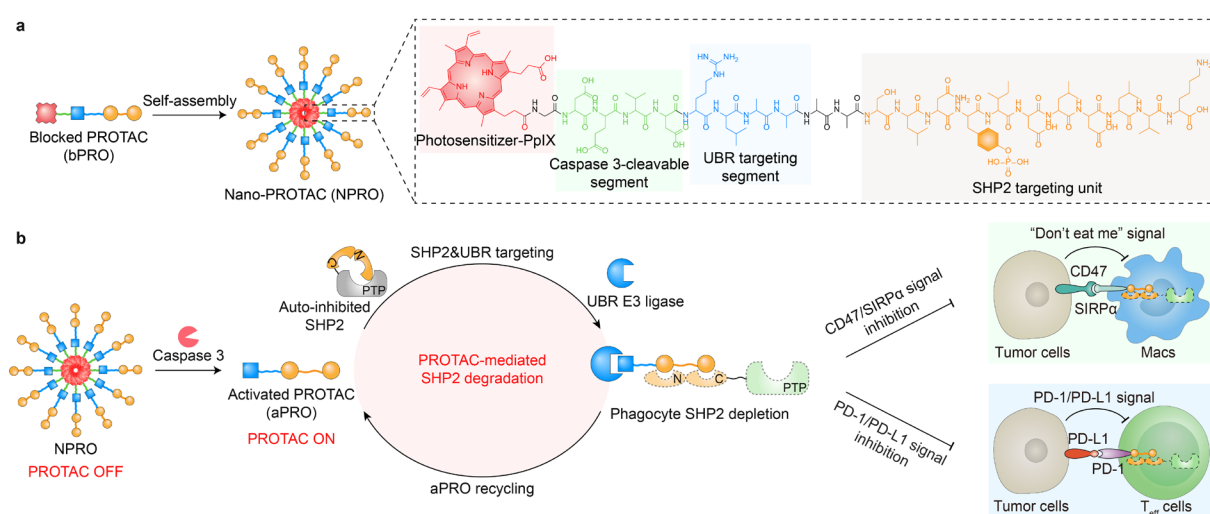 a
Self-assembly
Blocked PROTAC
(bPRO)
Nano-PROTAC (NPRO)
Photosensitizer-PpIX
Caspase 3-cleavable
segment
UBR targeting
segment
SHP2 targeting unit
b
NPRO
PROTAC OFF
Caspase 3
Auto-inhibited
SHP2
C
N
PTP
Activated PROTAC
(aPRO)
PROTAC ON
SHP2&UBR targeting
PROTAC-mediated
SHP2 degradation
aPRO recycling
UBR E3 ligase
N
C
PTP
Phagocyte SHP2 depletion
CD47/SIRPα signal
inhibition
PD-1/PD-L1 signal
inhibition
"Don't eat me" signal
CD47
SIRPα
Tumor cells
Macs
PD-1/PD-L1 signal
PD-L1
PD-1
Tumor cells
Teff cells